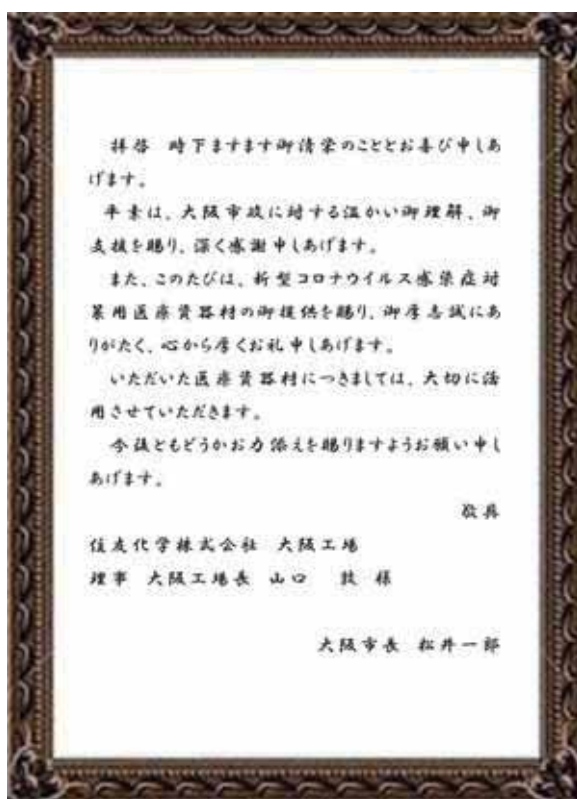 拝啓 時下ますます御清栄のこととお喜び申しあ
げます。
平素は、大阪市政に対する温かい御理解、御
支援を賜り、深く感謝申しあげます。
また、このたびは、新型コロナウイルス感染症対
策用医療資器材の御提供を賜り、御厚志誠にあ
りがたく、心から厚くお礼申しあげます。
いただいた医療資器材につきましては、大切に活
用させていただきます。
今後ともどうかお力添えを賜りますようお願い申し
あげます。
敬具
住友化学株式会社 大阪工場
理事 大阪工場長 山口 様
大阪市長 松井一郎